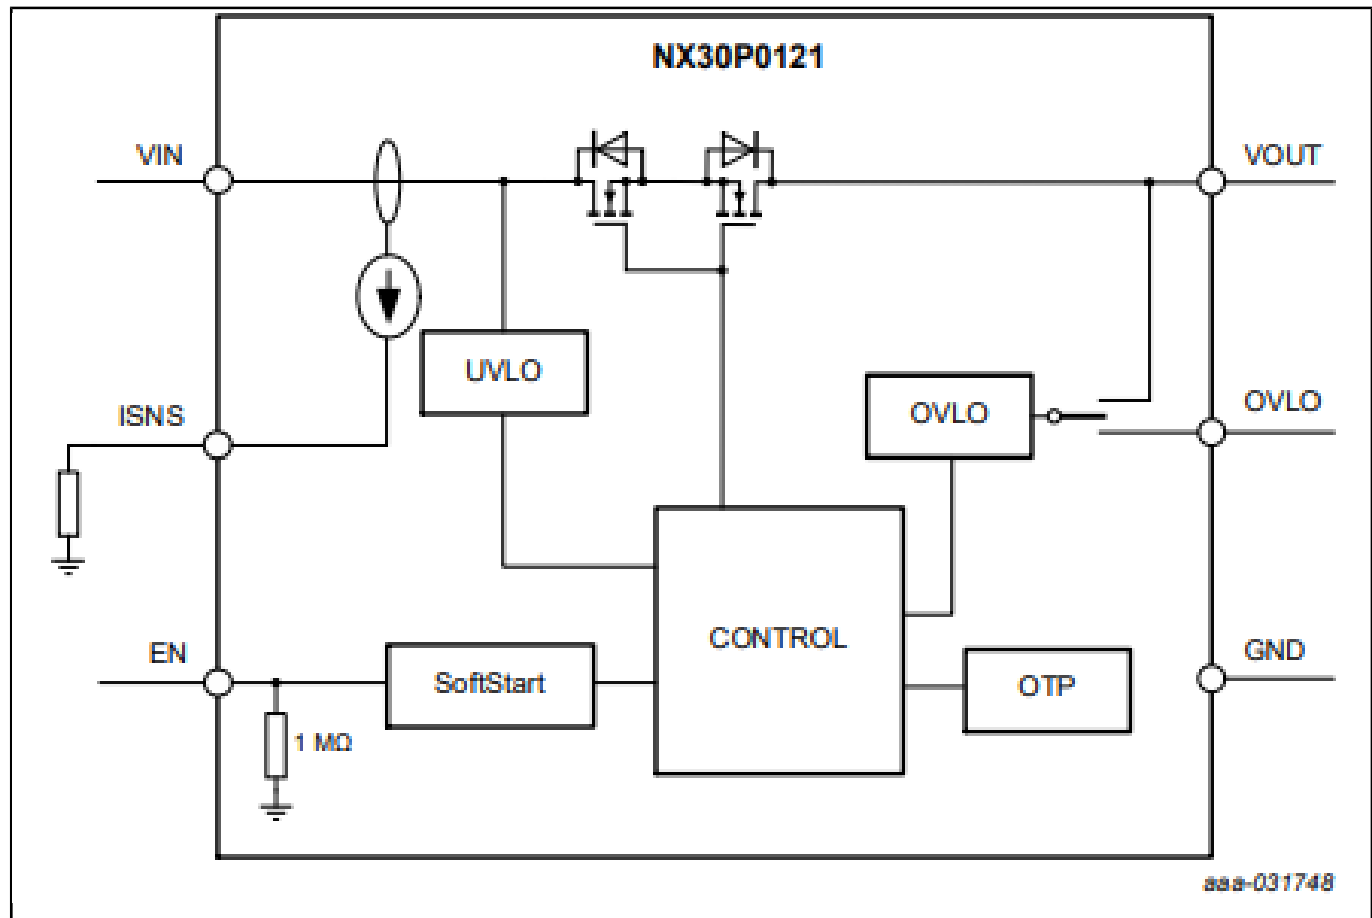 NX30P0121
VIN
VOUT
UVLO
OVLO
OVLO
ISNS
CONTROL
EN
SoftStart
OTP
GND
1 MΩ
aaa-031748